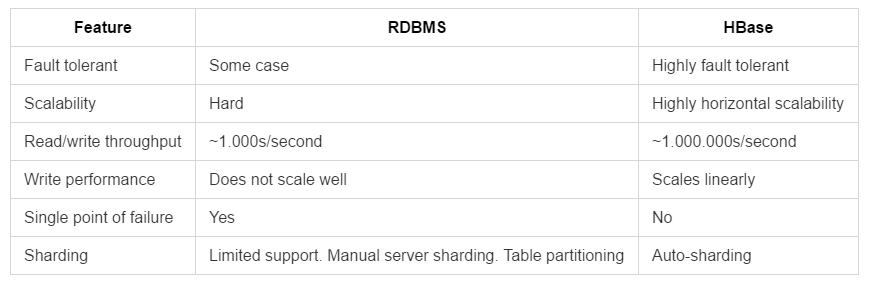 Feature RDBMS HBase
Fault tolerant Some case Highly fault tolerant
Scalability Hard Highly horizontal scalability
Read/write throughput ~1.000s/second ~1.000.000s/second
Write performance Does not scale well Scales linearly
Single point of failure Yes No
Sharding Limited support. Manual server sharding. Table partitioning Auto-sharding